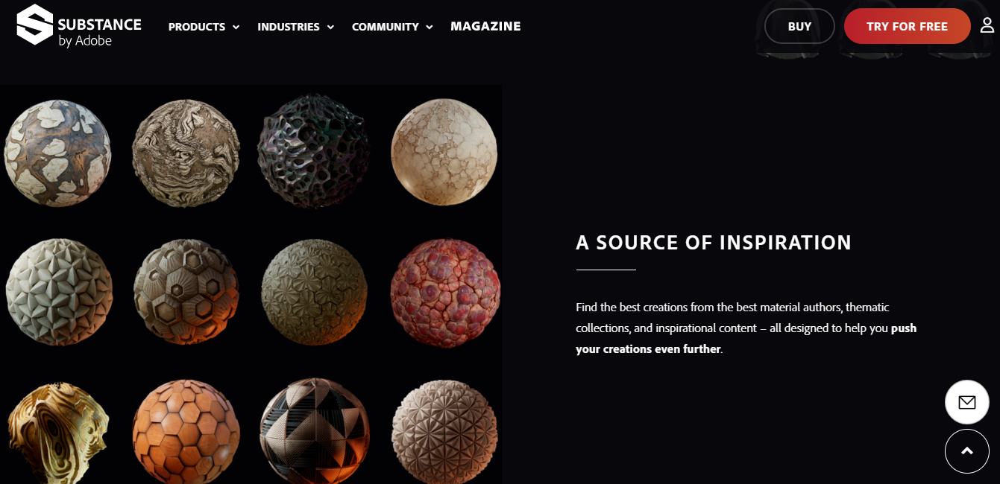 SUBSTANCE
by Adobe
PRODUCTS
INDUSTRIES
COMMUNITY
MAGAZINE
BUY
TRY FOR FREE
A SOURCE OF INSPIRATION
Find the best creations from the best material authors, thematic
collections, and inspirational content – all designed to help you push
your creations even further.